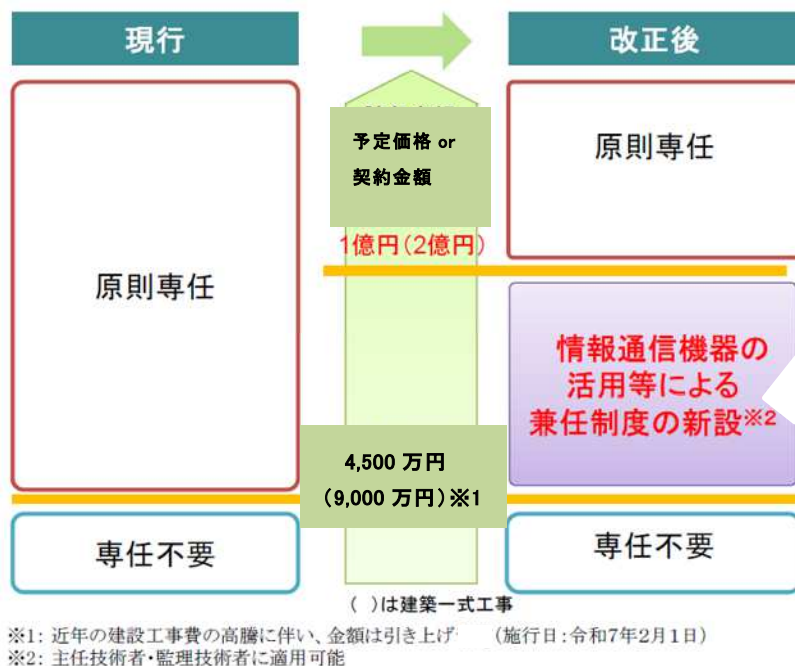 現行
改正後
予定価格 or
契約金額
原則専任
1億円(2億円)
原則専任
情報通信機器の
活用等による
兼任制度の新設※2
4,500 万円
(9,000 万円)※1
専任不要
専任不要
( )は建築一式工事
※1: 近年の建設工事費の高騰に伴い、金額は引き上げ (施行日:令和7年2月1日)
※2: 主任技術者・監理技術者に適用可能